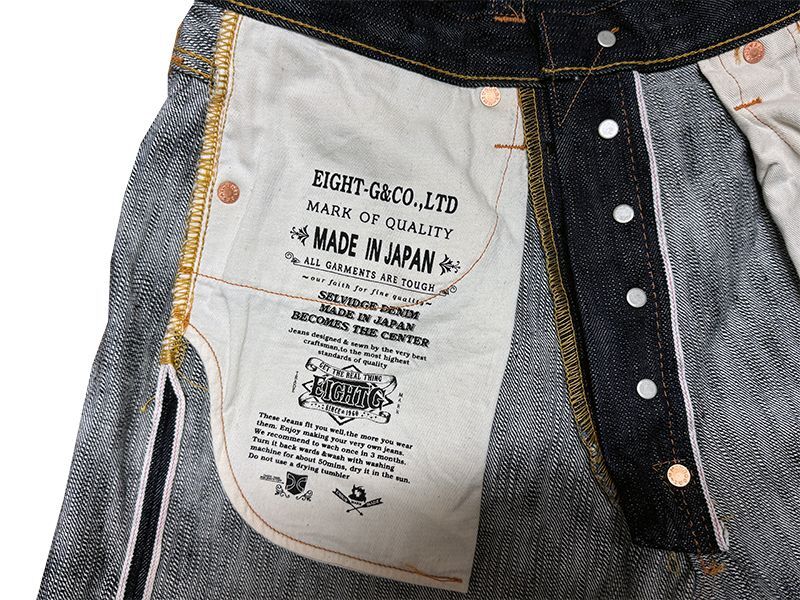 EIGHT-G&CO.,LTD
MARK OF QUALITY
MADE IN JAPAN
ALL GARMENTS ARE TOUGH
~our faith for fine quality~
SELVIDGE DENIM
MADE IN JAPAN
BECOMES THE CENTER
Jeans designed & sewn by the very best
craftsman,to the most highest
standards of quality
GET THE REAL THING
TRADE EIGHT'G MARK
SINCE 1960
These Jeans fit you well.the more you wear
them. Enjoy making your very own jeans.
We recommend to wach once in 3 months.
Turn it back wards &wash with washing
machine for about 50mins, dry it in the sun.
Do not use a drying tumbler